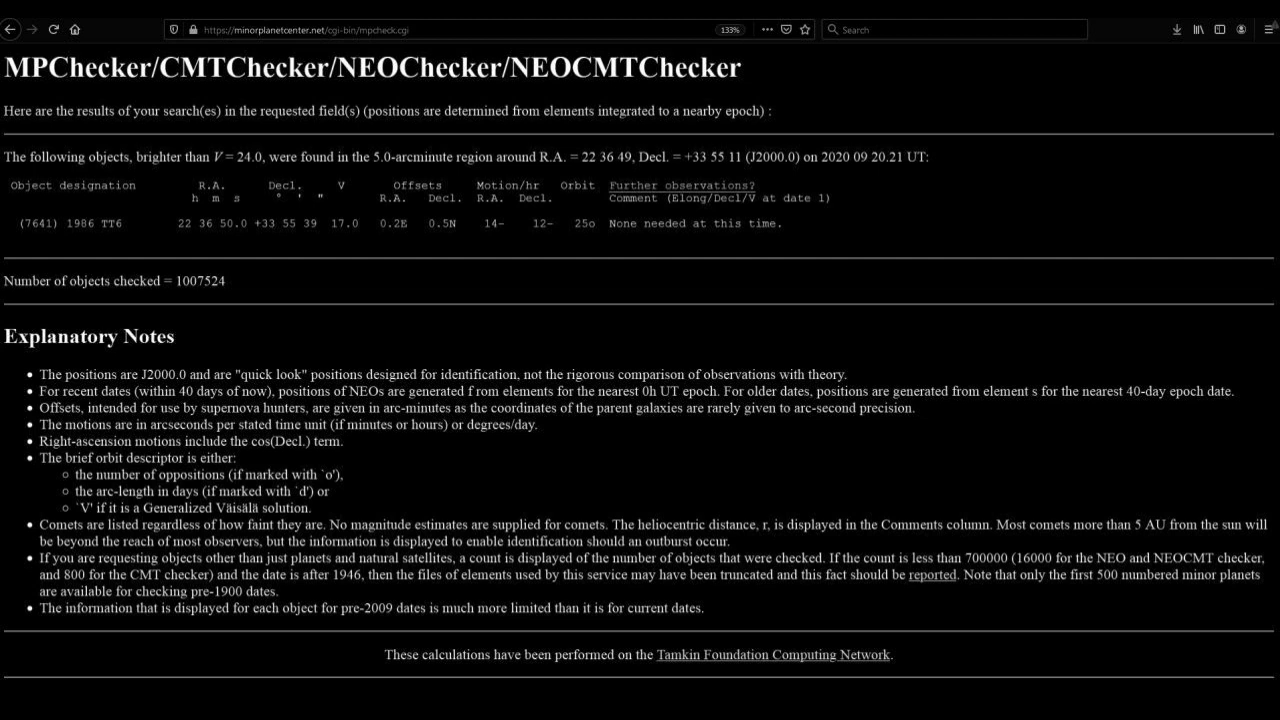 https://minorplanetcenter.net/cgi-bin/mpcheck.cgi 133% Search
MPChecker/CMTChecker/NEOChecker/NEOCMTChecker
Here are the results of your search(es) in the requested field(s) (positions are determined from elements integrated to a nearby epoch) :
The following objects, brighter than V = 24.0, were found in the 5.0-arcminute region around R.A. = 22 36 49, Decl. = +33 55 11 (J2000.0) on 2020 09 20.21 UT:
Object designation R.A. Decl. V Offsets Motion/hr Orbit Further observations?
h m s ° ' " R.A. Decl. R.A. Decl. Comment (Elong/Decl/V at date 1)
(7641) 1986 TT6 22 36 50.0 +33 55 39 17.0 0.2E 0.5N 14- 12- 25o None needed at this time.
Number of objects checked = 1007524
Explanatory Notes
• The positions are J2000.0 and are "quick look" positions designed for identification, not the rigorous comparison of observations with theory.
• For recent dates (within 40 days of now), positions of NEOs are generated f rom elements for the nearest 0h UT epoch. For older dates, positions are generated from element s for the nearest 40-day epoch date.
• Offsets, intended for use by supernova hunters, are given in arc-minutes as the coordinates of the parent galaxies are rarely given to arc-second precision.
• The motions are in arcseconds per stated time unit (if minutes or hours) or degrees/day.
• Right-ascension motions include the cos(Decl.) term.
• The brief orbit descriptor is either:
○ the number of oppositions (if marked with `o'),
○ the arc-length in days (if marked with `d') or
○ `V' if it is a Generalized Väisälä solution.
• Comets are listed regardless of how faint they are. No magnitude estimates are supplied for comets. The heliocentric distance, r, is displayed in the Comments column. Most comets more than 5 AU from the sun will
be beyond the reach of most observers, but the information is displayed to enable identification should an outburst occur.
• If you are requesting objects other than just planets and natural satellites, a count is displayed of the number of objects that were checked. If the count is less than 700000 (16000 for the NEO and NEOCMT checker,
and 800 for the CMT checker) and the date is after 1946, then the files of elements used by this service may have been truncated and this fact should be reported. Note that only the first 500 numbered minor planets
are available for checking pre-1900 dates.
• The information that is displayed for each object for pre-2009 dates is much more limited than it is for current dates.
These calculations have been performed on the Tamkin Foundation Computing Network.